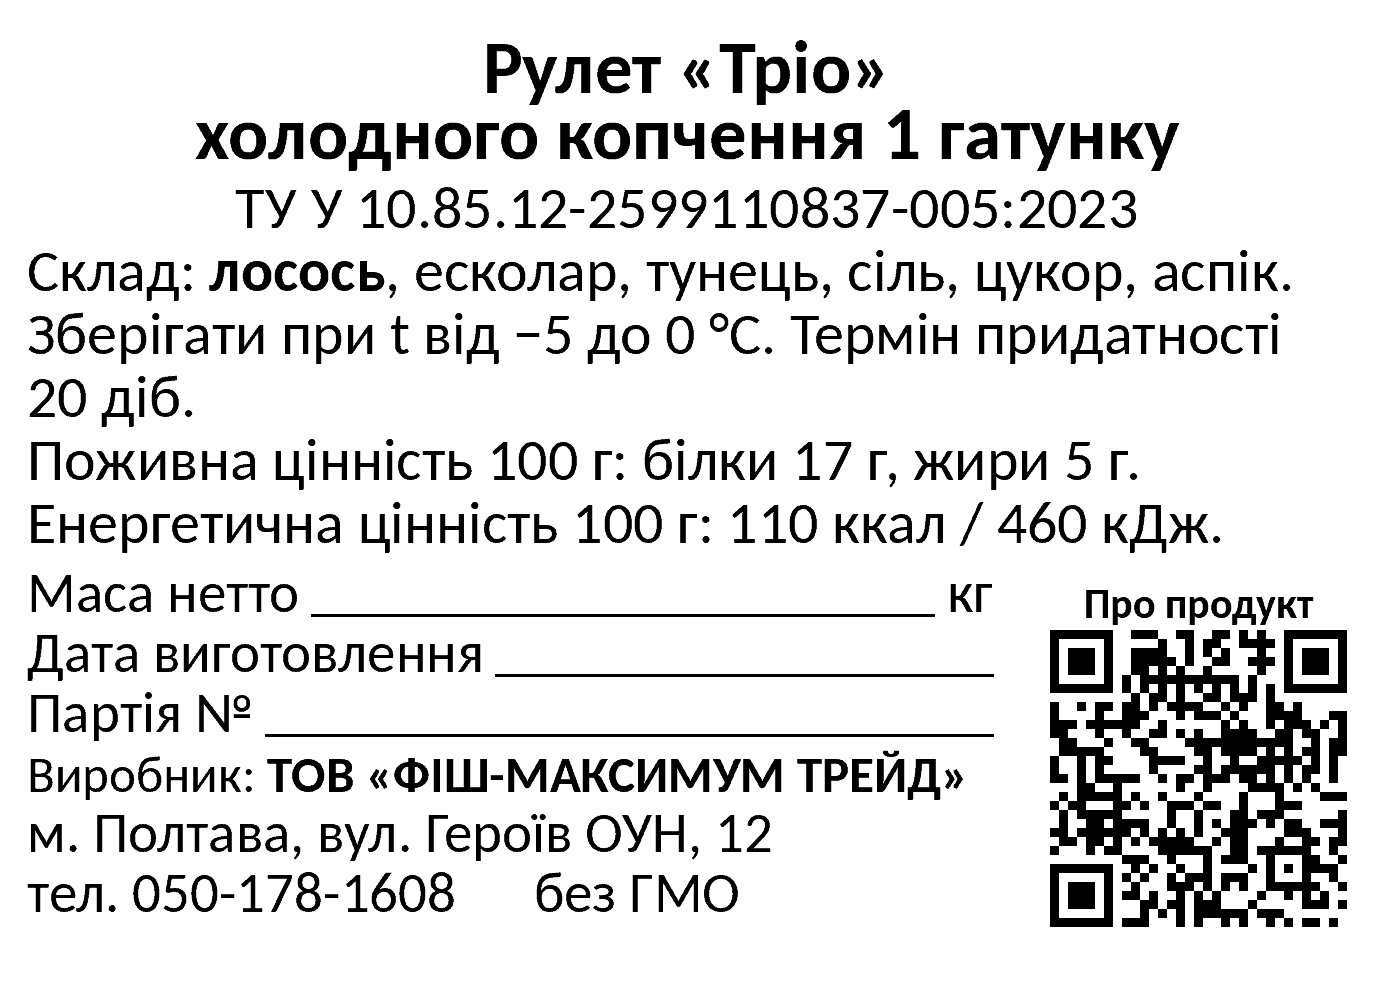 Рулет «Тріо»
холодного копчення 1 гатунку
ТУ У 10.85.12-2599110837-005:2023
Склад: лосось, есколар, тунець, сіль, цукор, аспік.
Зберігати при t від −5 до 0 °С. Термін придатності
20 діб.
Поживна цінність 100 г: білки 17 г, жири 5 г.
Енергетична цінність 100 г: 110 ккал / 460 кДж.
Маса нетто ____________________ кг
Дата виготовлення ________________
Партія № ________________________
Про продукт
Виробник: ТОВ «ФІШ-МАКСИМУМ ТРЕЙД»
м. Полтава, вул. Героїв ОУН, 12
тел. 050-178-1608 без ГМО